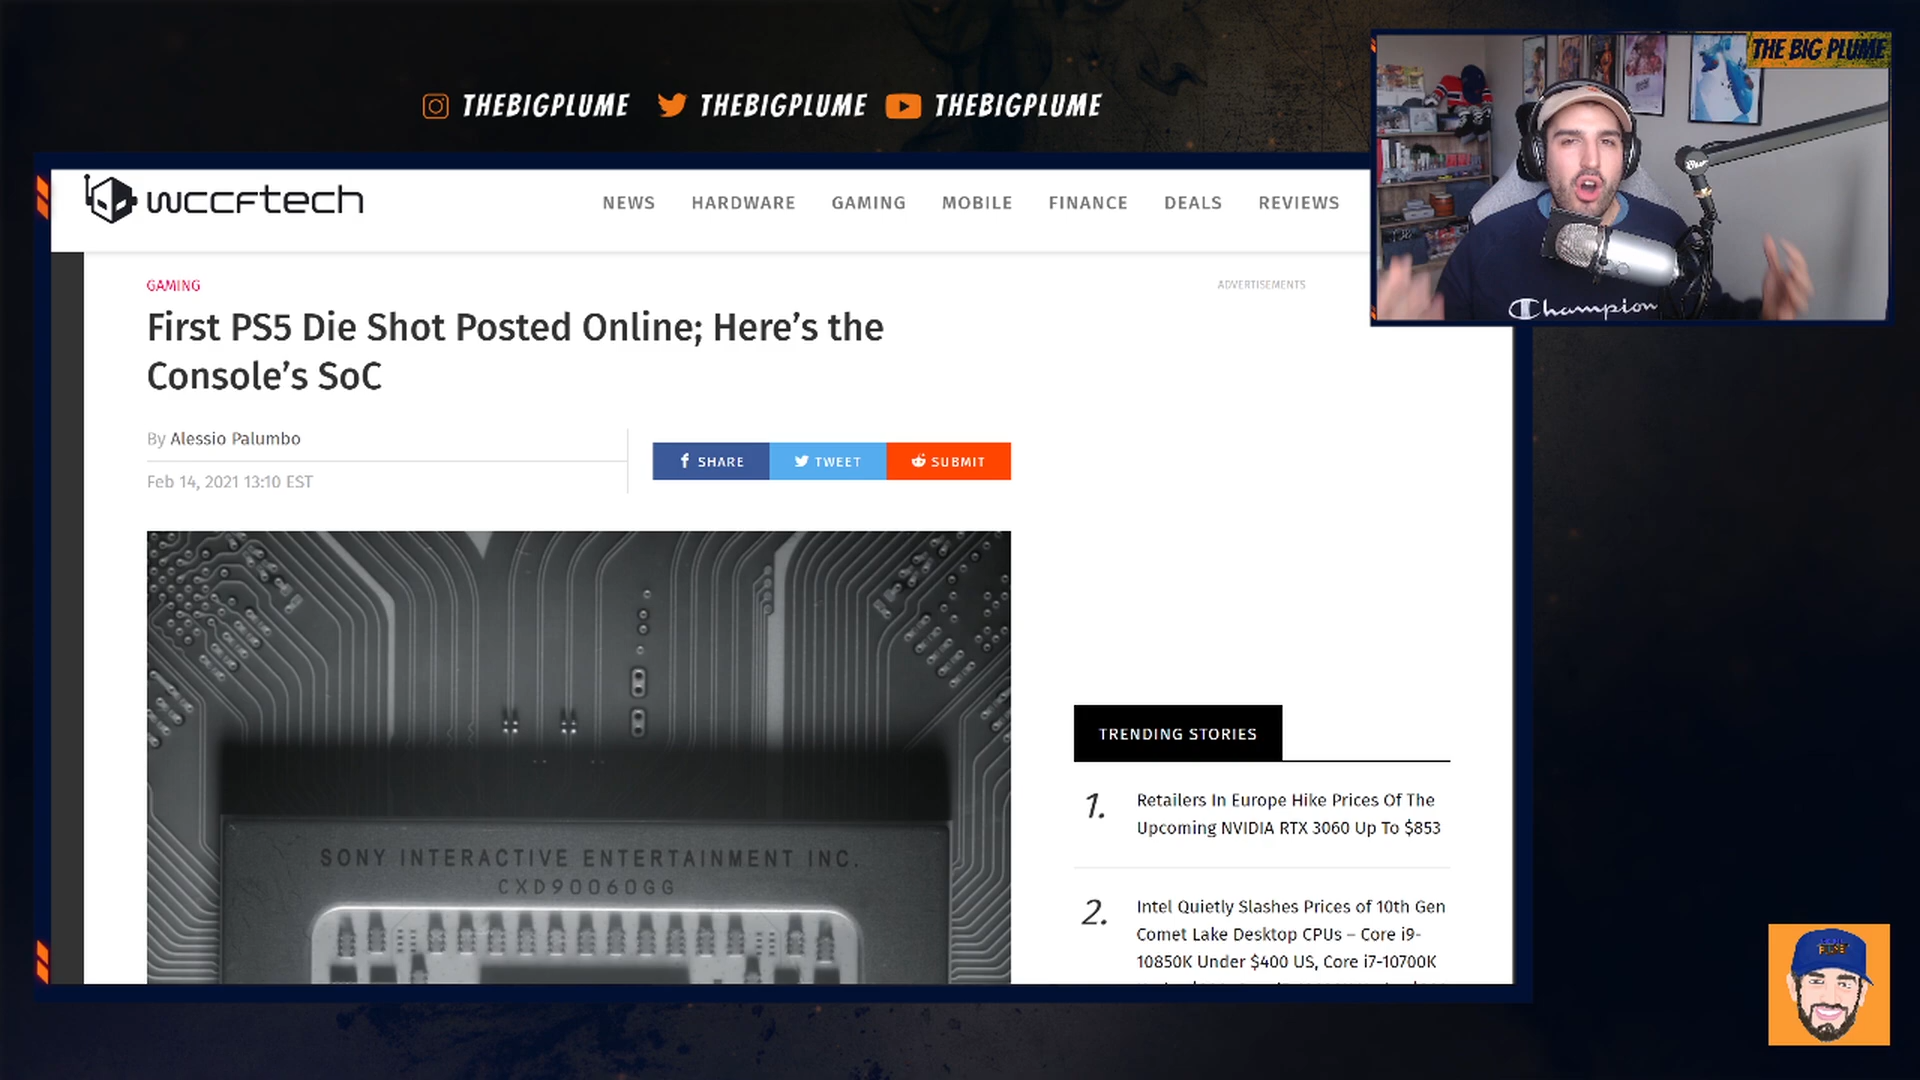 THEBIGPLUME THEBIGPLUME THEBIGPLUME
THE BIG PLUME
wccftech
NEWS HARDWARE GAMING MOBILE FINANCE DEALS REVIEWS
GAMING
ADVERTISEMENTS
First PS5 Die Shot Posted Online; Here’s the
Console’s SoC
By Alessio Palumbo
Feb 14, 2021 13:10 EST
SHARE TWEET SUBMIT
Champion
SONY INTERACTIVE ENTERTAINMENT INC.
CXD90060GG
TRENDING STORIES
1. Retailers In Europe Hike Prices Of The
Upcoming NVIDIA RTX 3060 Up To $853
2. Intel Quietly Slashes Prices of 10th Gen
Comet Lake Desktop CPUs – Core i9-
10850K Under $400 US, Core i7-10700K